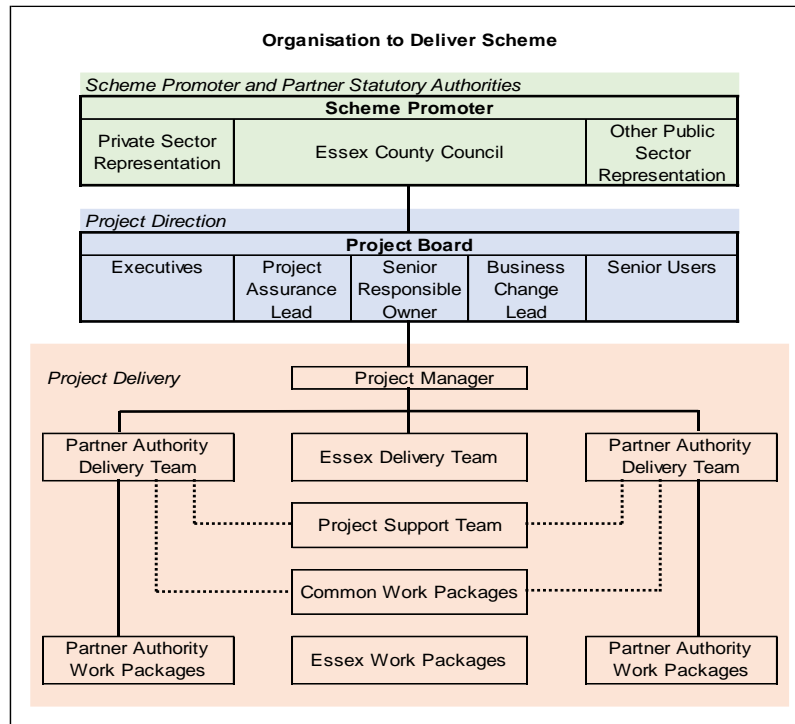 Organisation to Deliver Scheme
Scheme Promoter and Partner Statutory Authorities
Scheme Promoter
Private Sector
Representation
Essex County Council
Other Public
Sector
Representation
Project Direction
Project Board
Executives
Project
Assurance
Lead
Senior
Responsible
Owner
Business
Change
Lead
Senior Users
Project Delivery
Project Manager
Partner Authority
Delivery Team
Essex Delivery Team
Partner Authority
Delivery Team
Project Support Team
Common Work Packages
Partner Authority
Work Packages
Essex Work Packages
Partner Authority
Work Packages